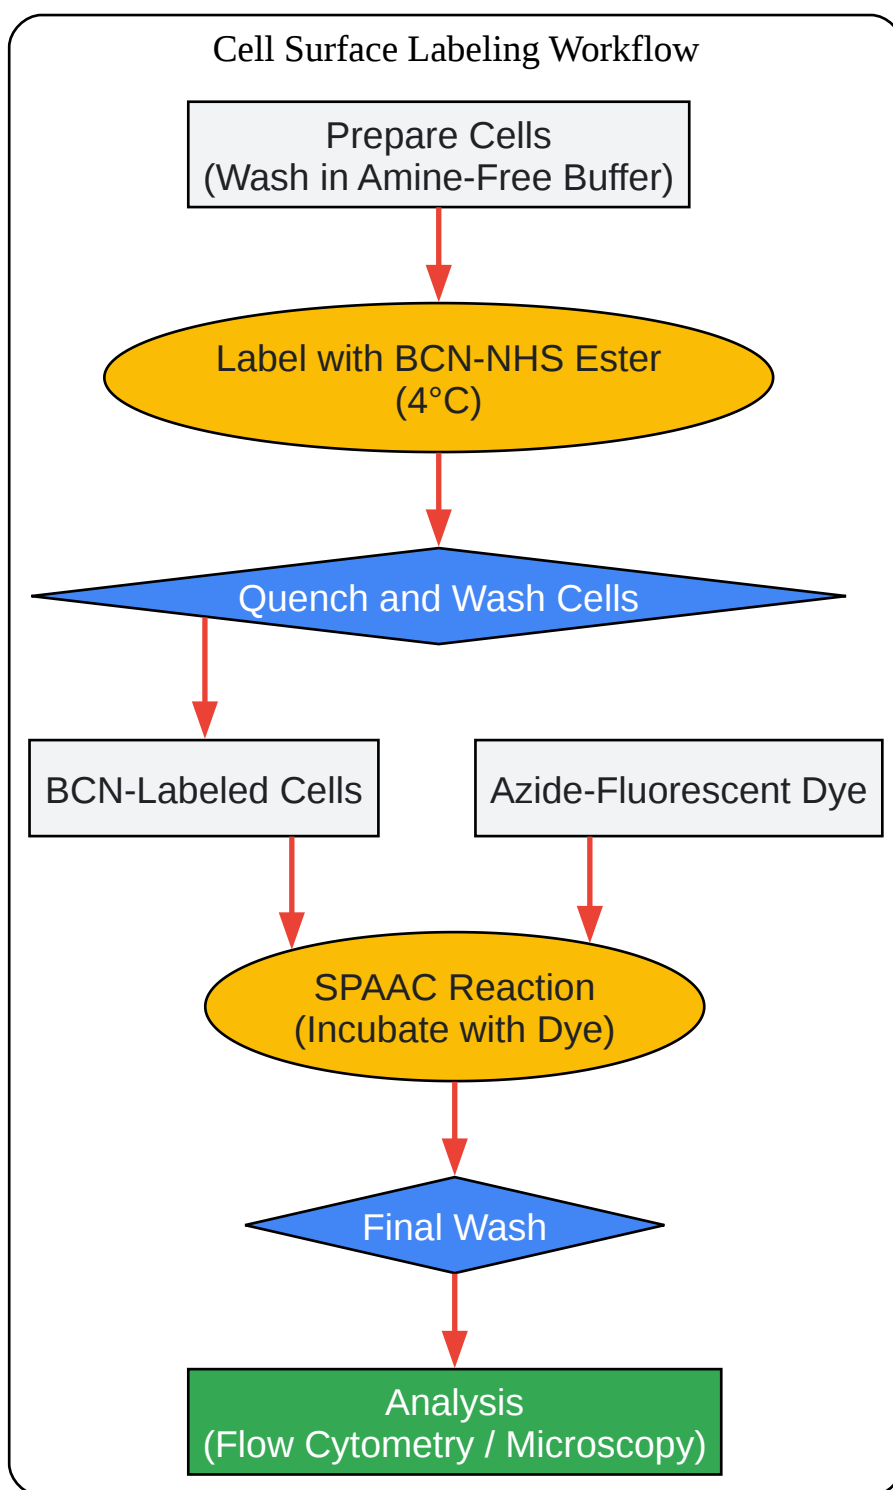 Cell Surface Labeling Workflow
Prepare Cells
(Wash in Amine-Free Buffer)
Label with BCN-NHS Ester
(4°C)
Quench and Wash Cells
BCN-Labeled Cells
Azide-Fluorescent Dye
SPAAC Reaction
(Incubate with Dye)
Final Wash
Analysis
(Flow Cytometry / Microscopy)